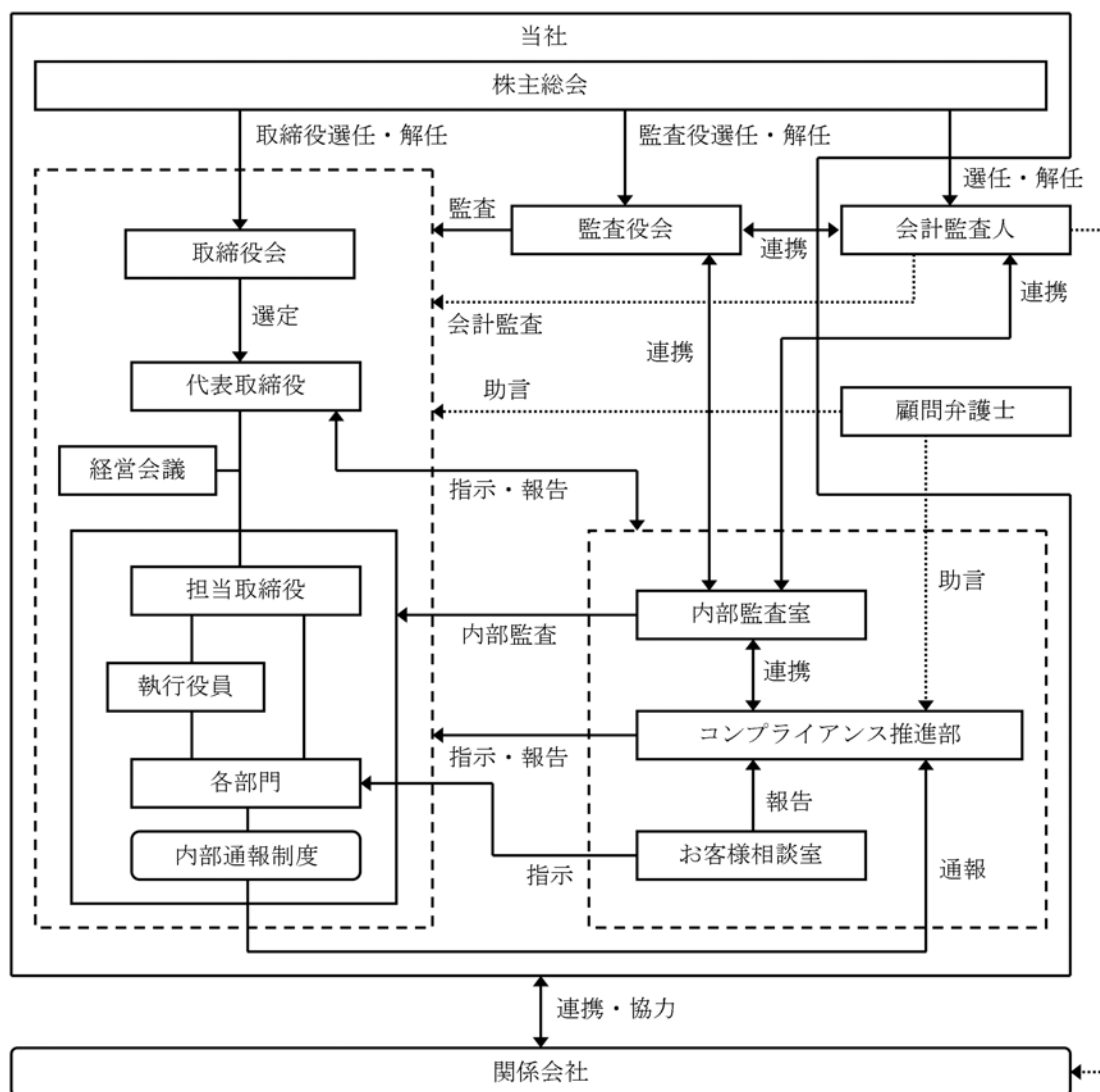 当社
株主総会
取締役選任・解任
監査役選任・解任
選任・解任
監査
監査役会
会計監査人
取締役会
連携
連携
選定
会計監査
連携
代表取締役
助言
顧問弁護士
経営会議
指示・報告
担当取締役
助言
内部監査室
内部監査
連携
執行役員
コンプライアンス推進部
指示・報告
各部門
報告
内部通報制度
お客様相談室
指示
通報
連携・協力
関係会社